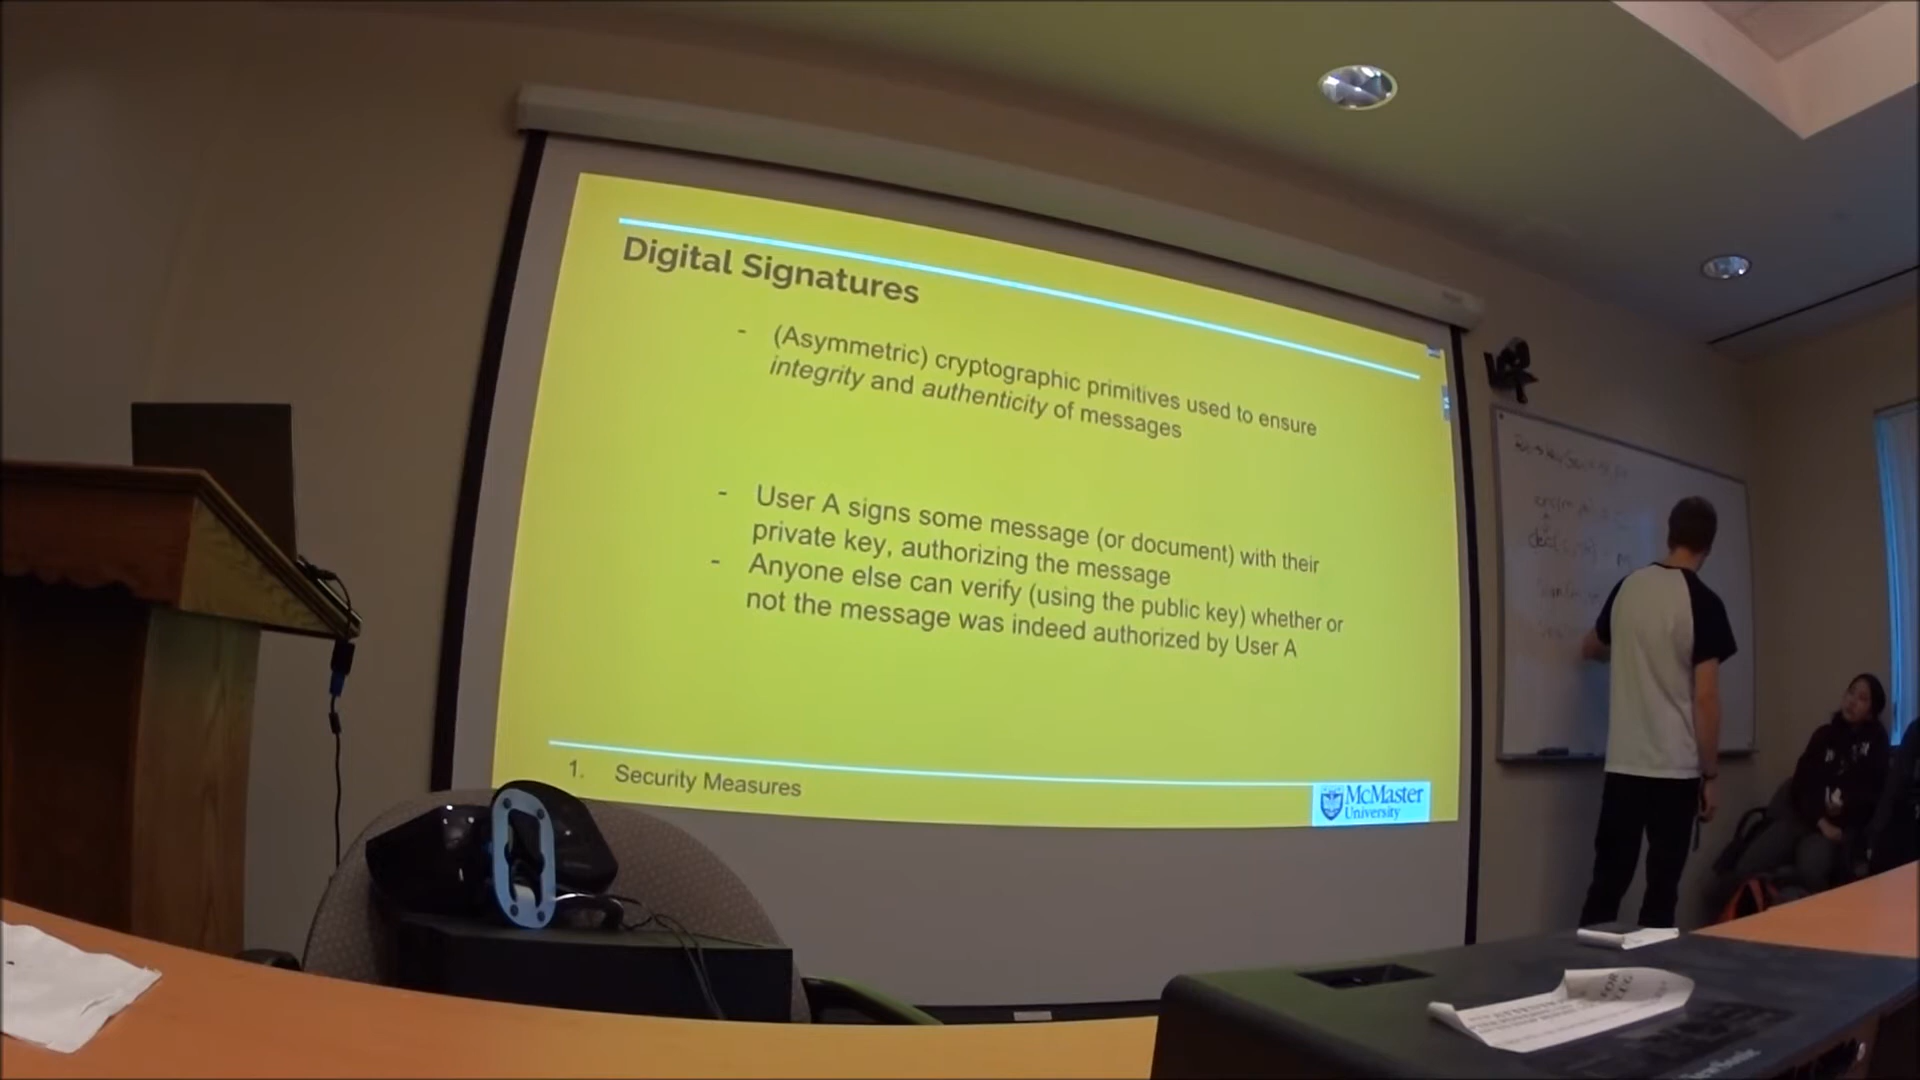 Digital Signatures
- (Asymmetric) cryptographic primitives used to ensure
integrity and authenticity of messages
- User A signs some message (or document) with their
private key, authorizing the message
- Anyone else can verify (using the public key) whether or
not the message was indeed authorized by User A
1. Security Measures
McMaster
University
ViewSonic